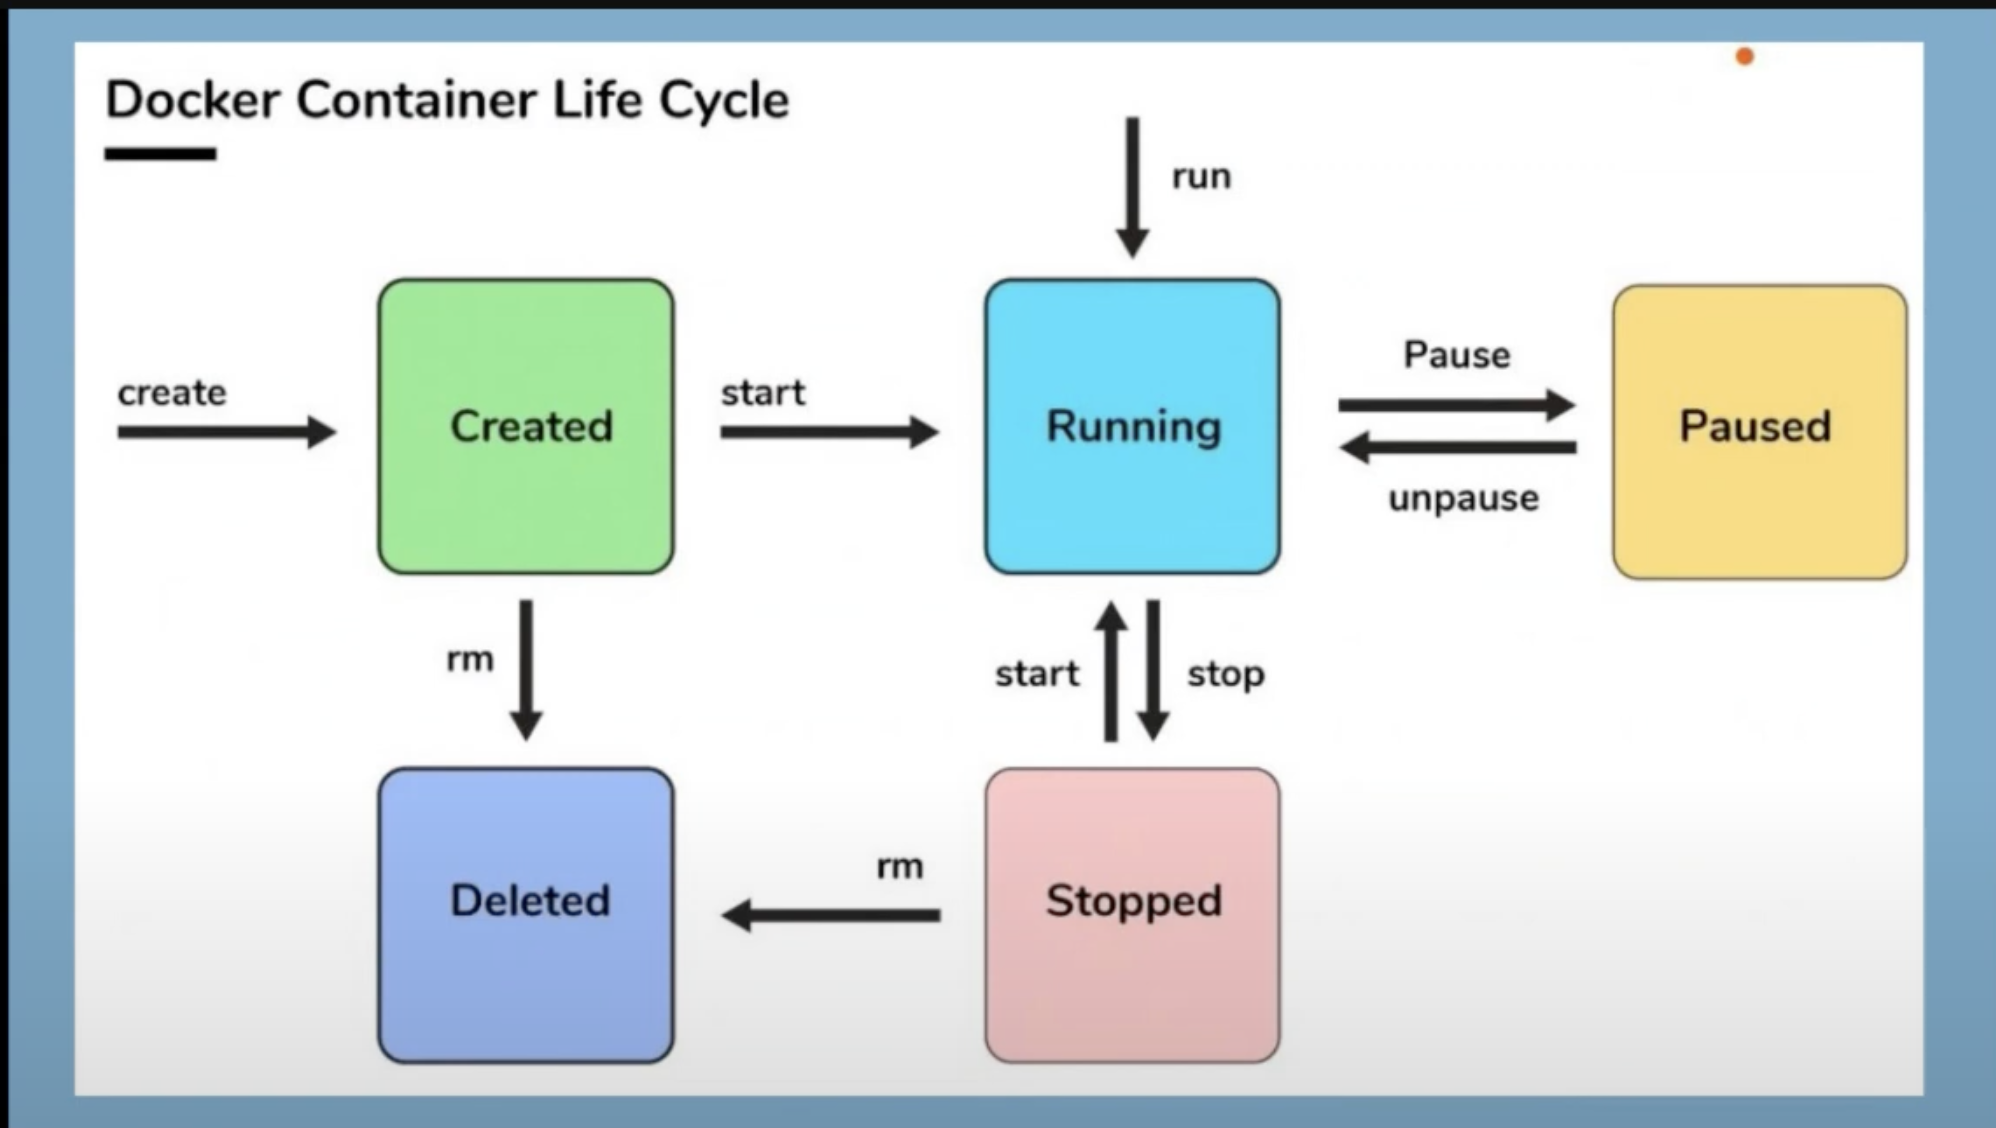 Docker Container Life Cycle
run
create
Created
start
Running
Pause
unpause
Paused
rm
start
stop
Deleted
rm
Stopped